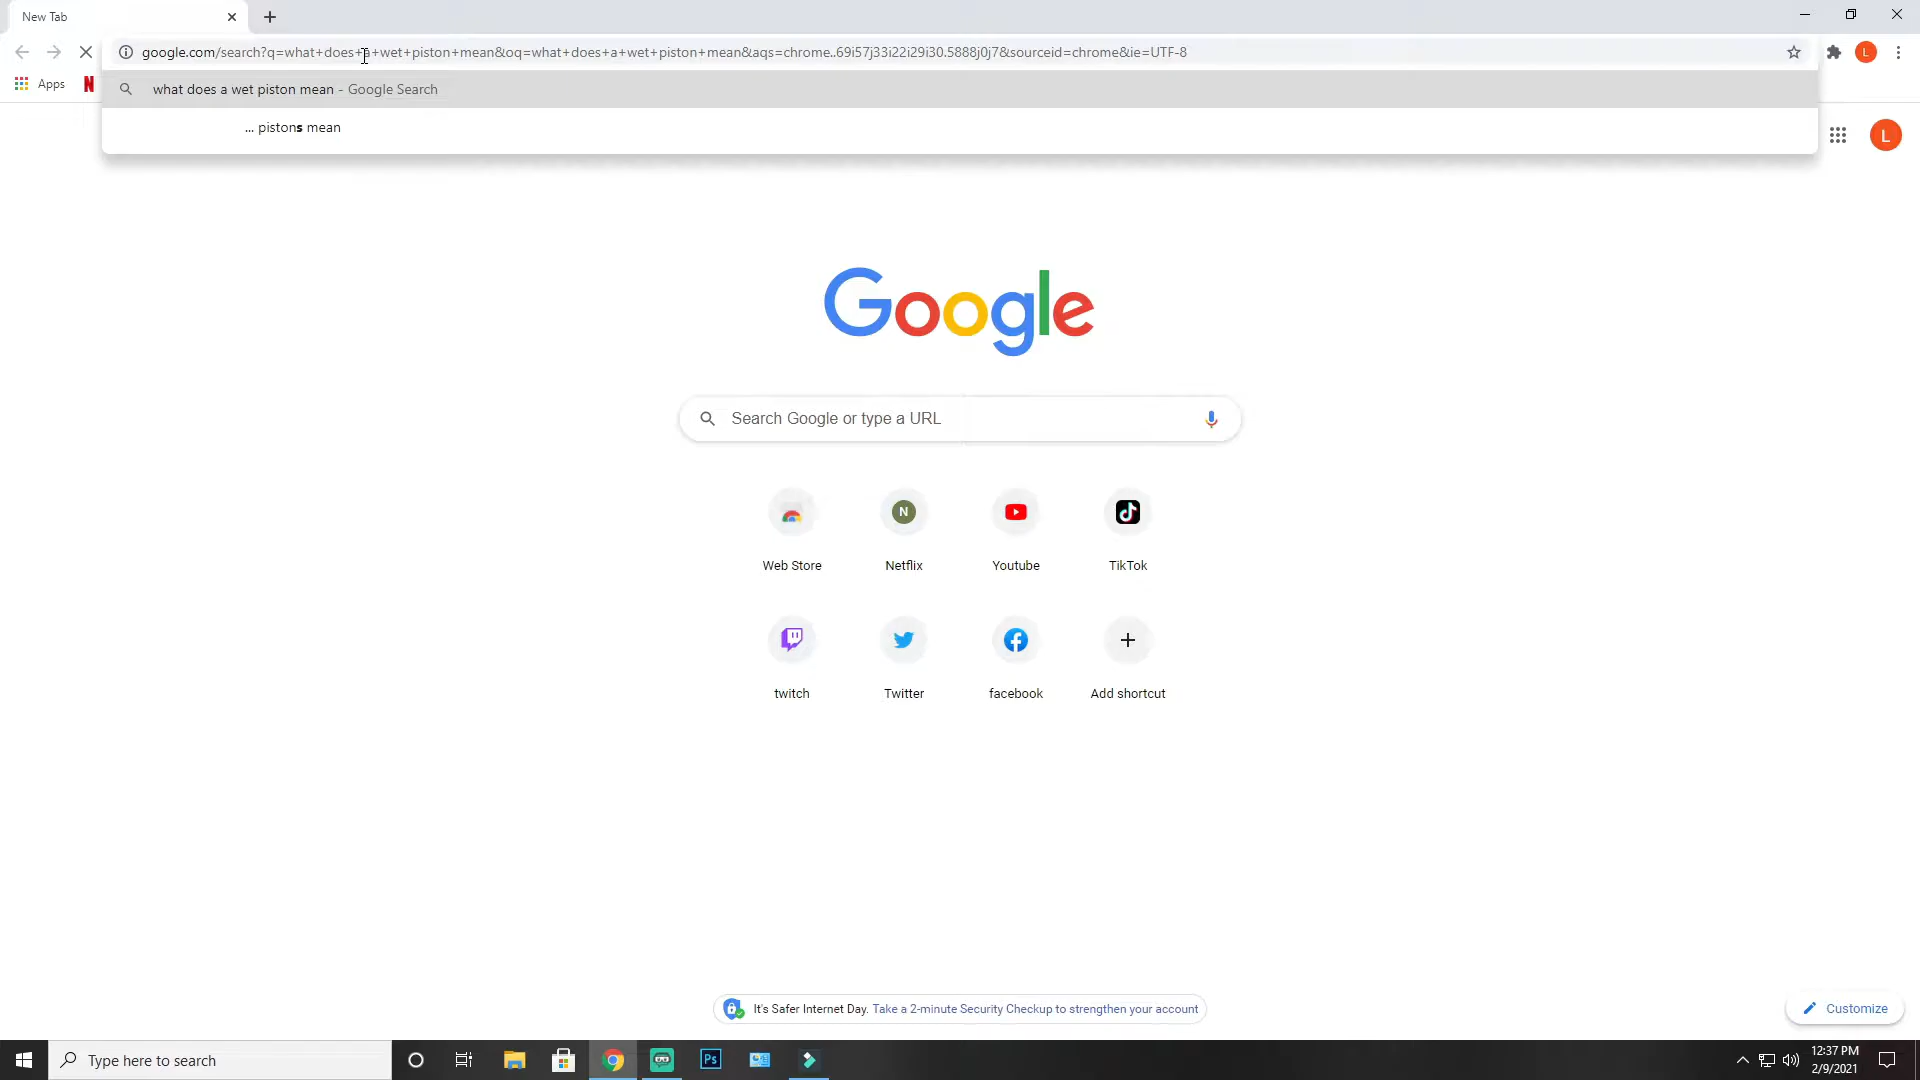 New Tab
google.com/search?q=what+does+a+wet+piston+mean&oq=what+does+a+wet+piston+mean&aqs=chrome..69i57j33i22i29i30.5888j0j7&sourceid=chrome&ie=UTF-8
L
Apps
N
what does a wet piston mean - Google Search
... pistons mean
L
Google
Search Google or type a URL
N
Web Store
Netflix
Youtube
TikTok
twitch
Twitter
facebook
Add shortcut
It's Safer Internet Day. Take a 2-minute Security Checkup to strengthen your account
Customize
Type here to search
Ps
12:37 PM
2/9/2021